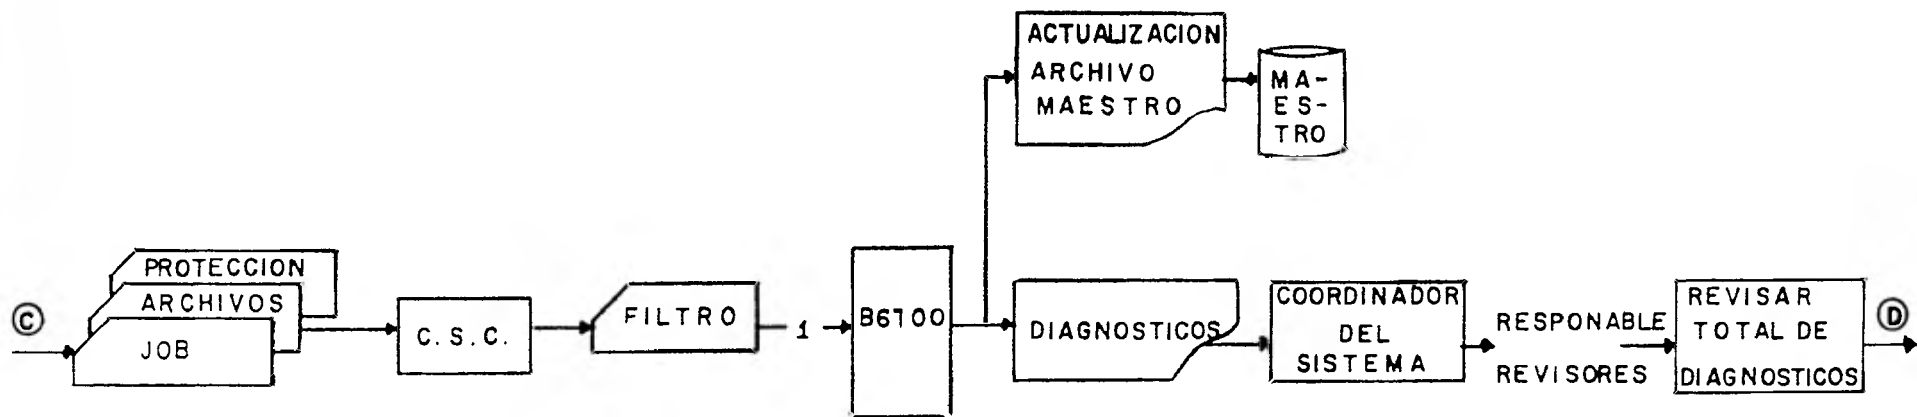 ACTUALIZACION
ARCHIVO
MAESTRO
MA-
ES-
TRO
C
PROTECCION
ARCHIVOS
JOB
C. S. C.
FILTRO
1
B6700
DIAGNOSTICOS
COORDINADOR
DEL
SISTEMA
RESPONABLE
REVISORES
REVISAR
TOTAL DE
DIAGNOSTICOS
D